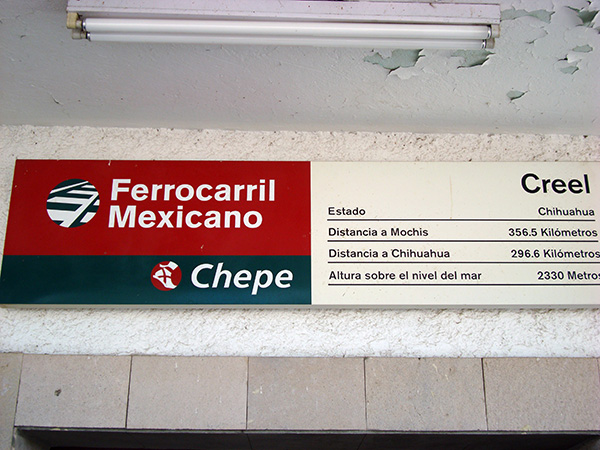 Ferrocarril
Mexicano
Chepe
Creel
Estado Chihuahua
Distancia a Mochis 356.5 Kilómetros
Distancia a Chihuahua 296.6 Kilómetros
Altura sobre el nivel del mar 2330 Metros